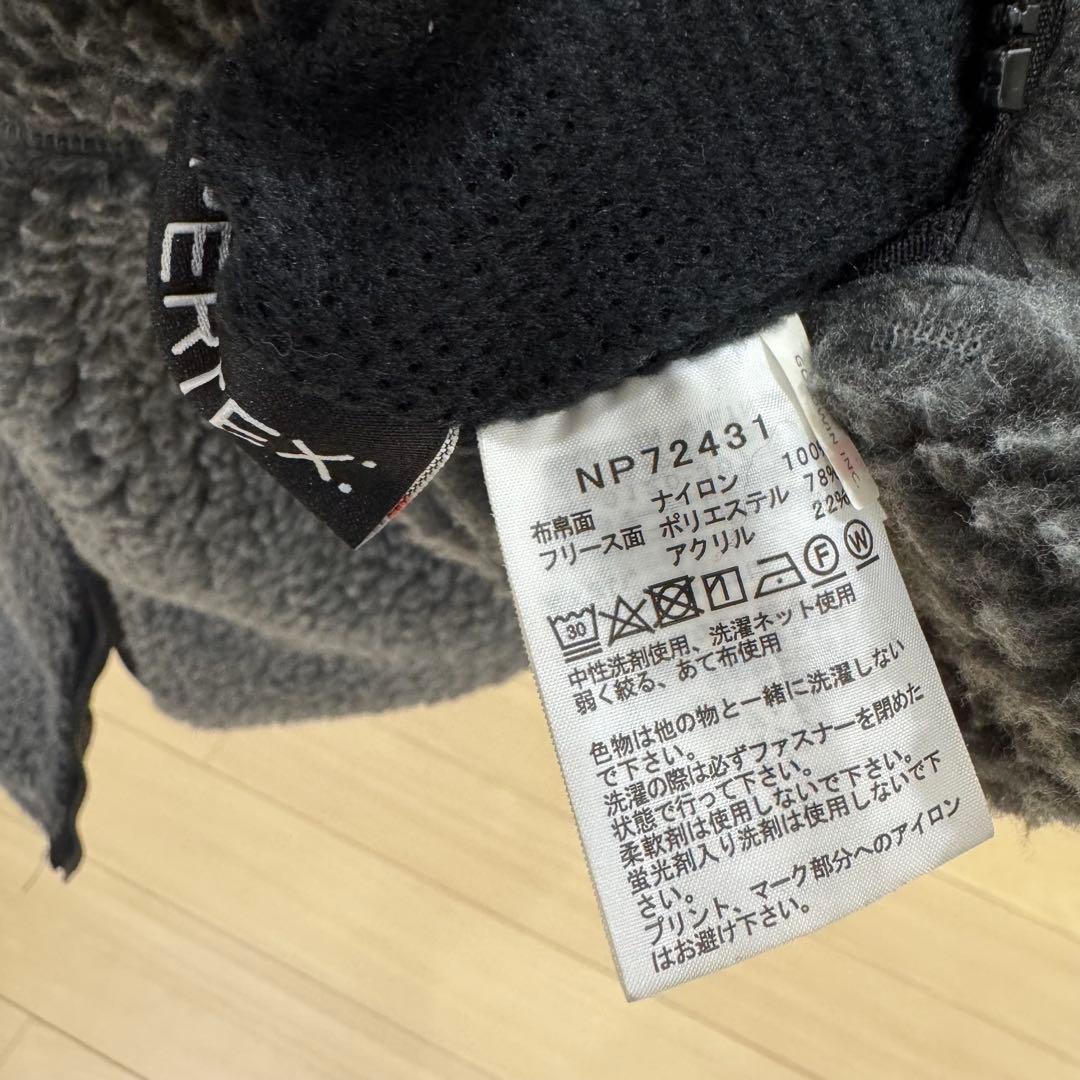 ERTEX
NP72431
布帛面 ナイロン 100%
フリース面 ポリエステル 78%
アクリル 22%
30 F W
中性洗剤使用、洗濯ネット使用
弱く絞る、あて布使用
色物は他の物と一緒に洗濯しない
で下さい。
洗濯の際は必ずファスナーを閉めた
状態で行って下さい。
柔軟剤は使用しないで下さい。
蛍光剤入り洗剤は使用しないで下
さい。
プリント、マーク部分へのアイロン
はお避け下さい。
WIN INC.